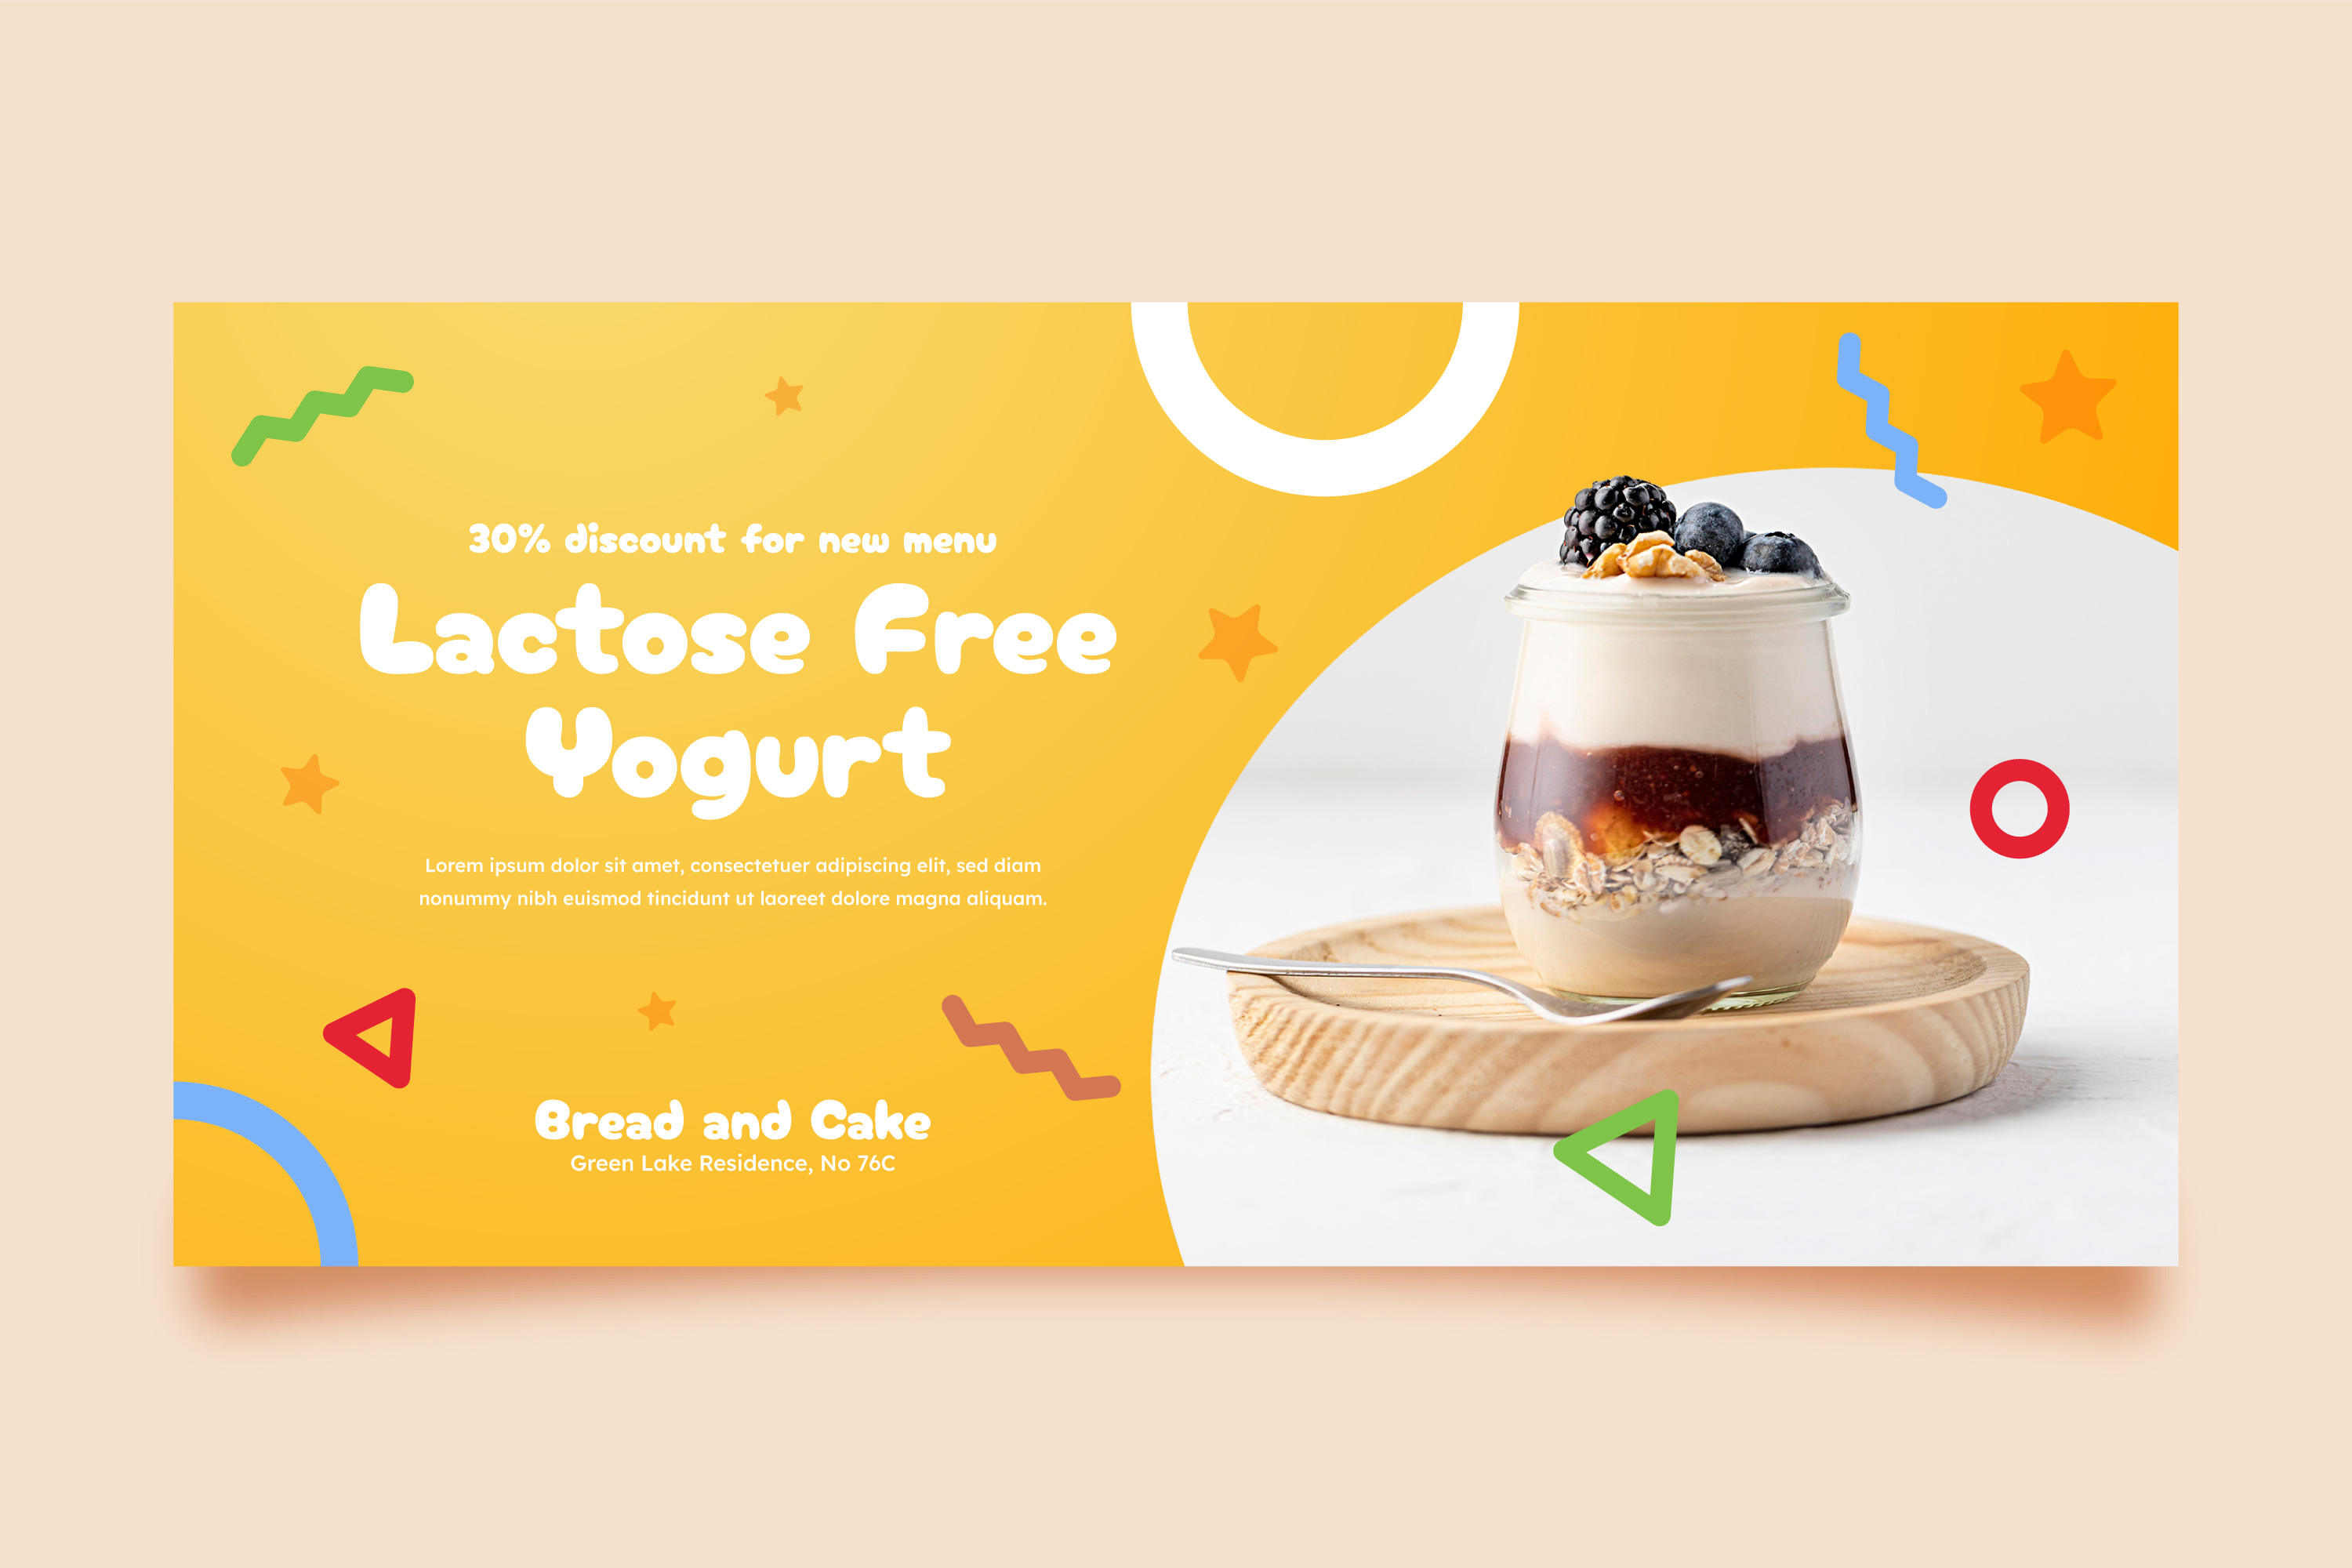 30% discount for new menu
Lactose Free
Yogurt
Lorem ipsum dolor sit amet, consectetuer adipiscing elit, sed diam
nonummy nibh euismod tincidunt ut laoreet dolore magna aliquam.
Bread and Cake
Green Lake Residence, No 76C